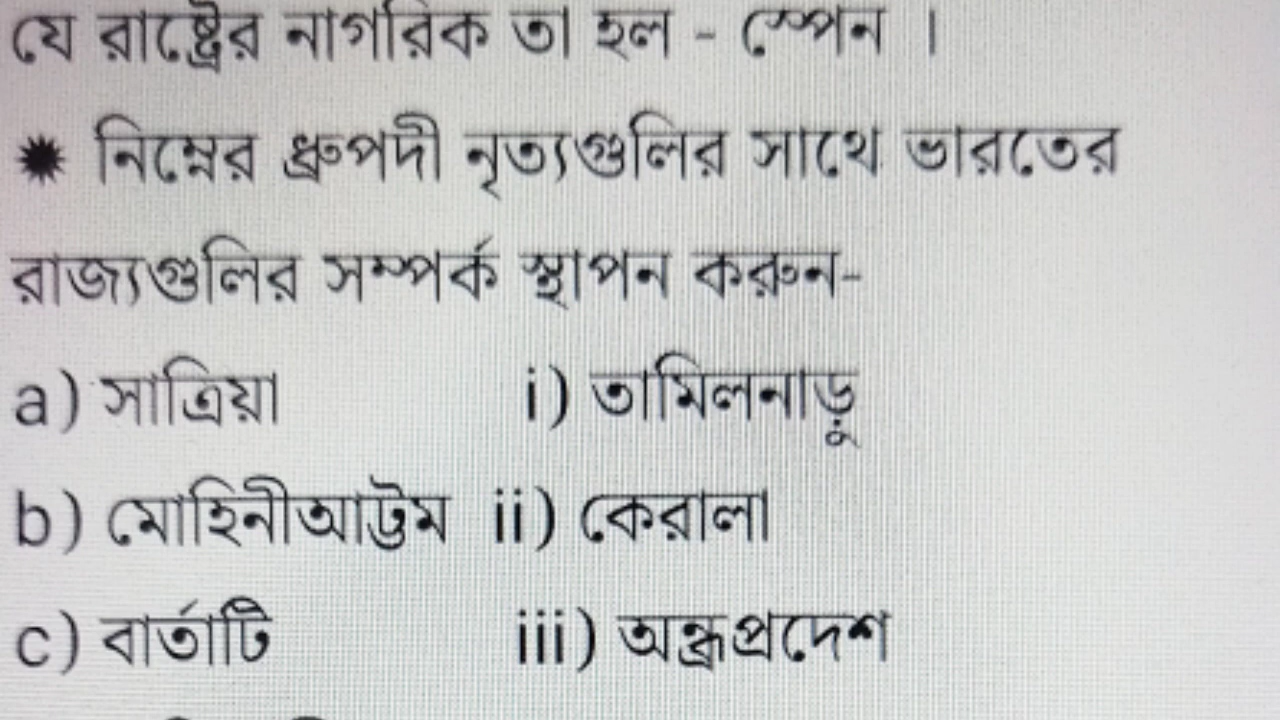 যে রাষ্ট্রের নাগরিক তা হল - স্পেন ।
✹ নিম্নের ধ্রুপদী নৃত্যগুলির সাথে ভারতের
রাজ্যগুলির সম্পর্ক স্থাপন করুন-
a) সাত্রিয়া i) তামিলনাড়ু
b) মোহিনীআট্টম ii) কেরালা
c) বার্তাটি iii) অন্ধ্রপ্রদেশ